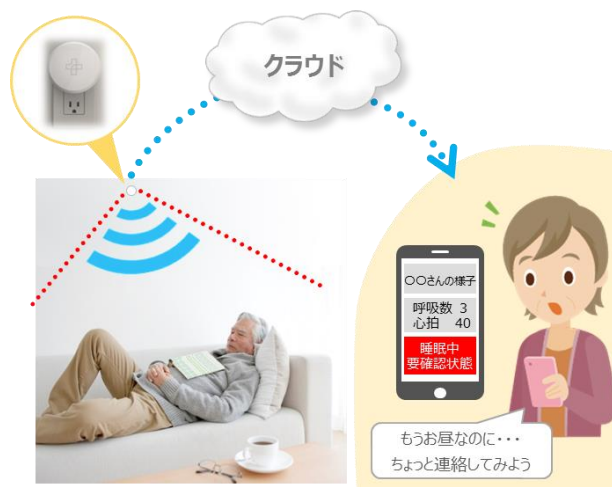 クラウド
〇〇さんの様子
呼吸数 3
心拍 40
睡眠中
要確認状態
もうお昼なのに・・・
ちょっと連絡してみよう